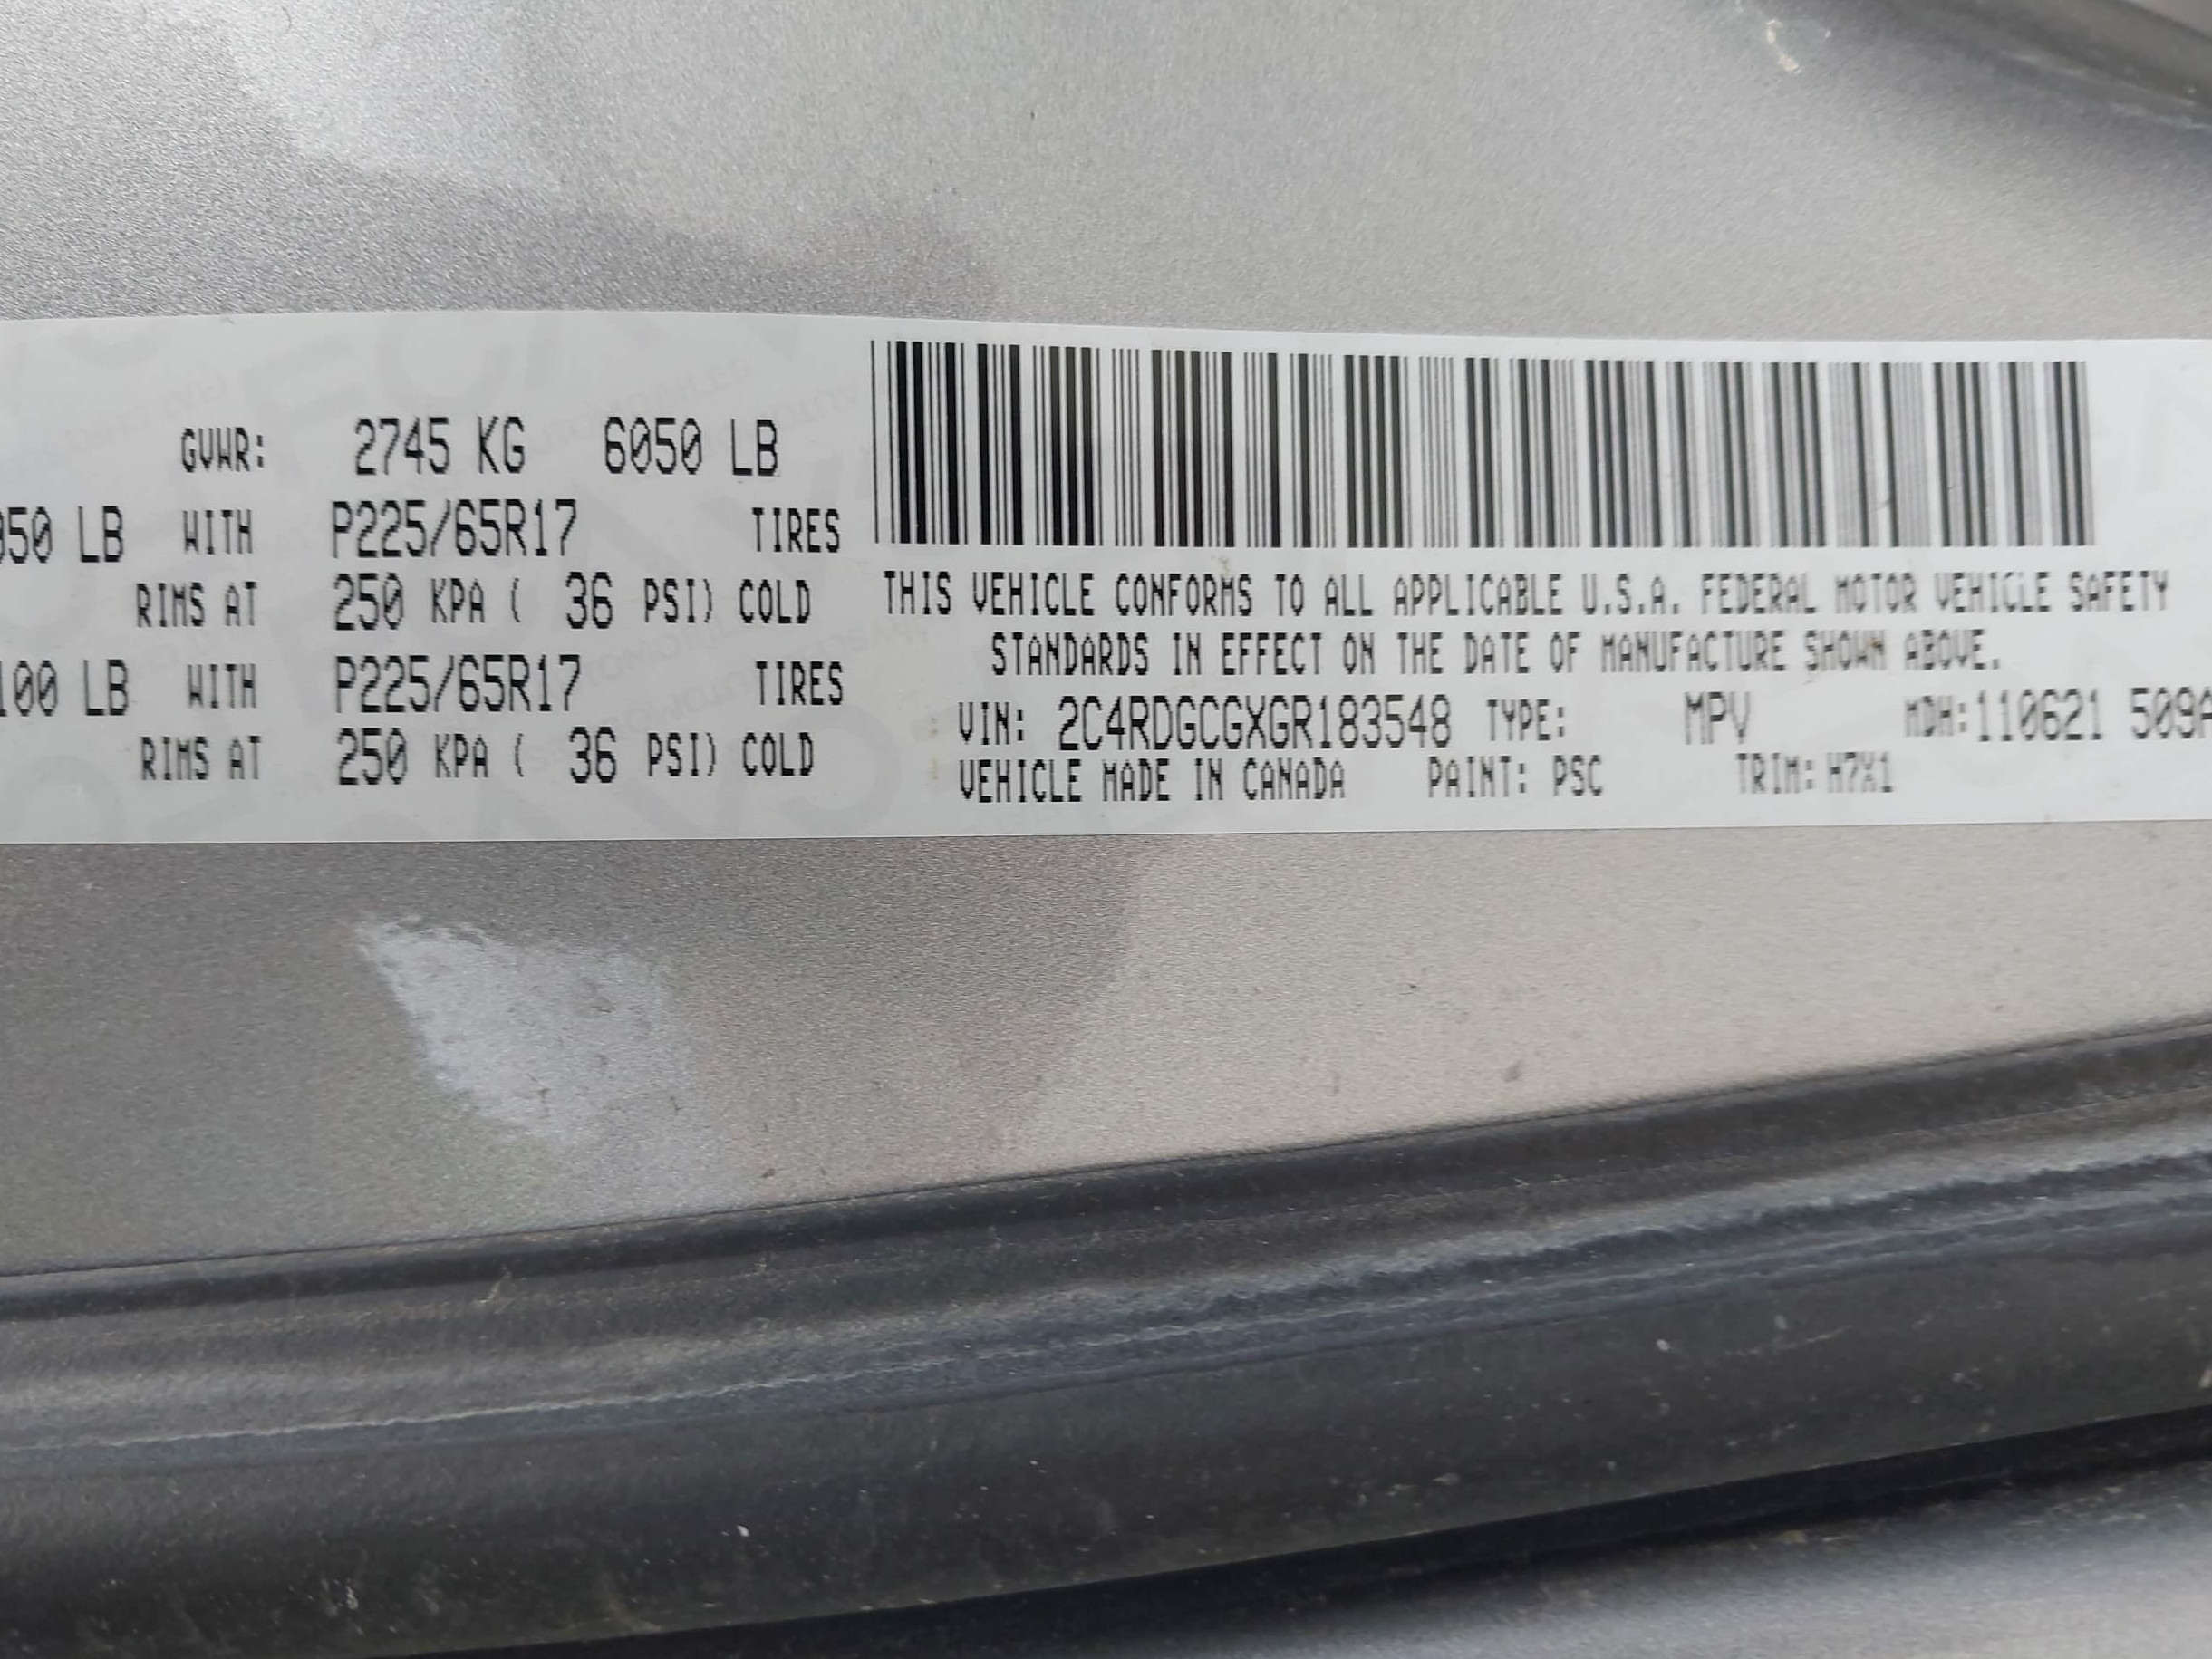 GVWR: 2745 KG 6050 LB
50 LB WITH P225/65R17 TIRES
RIMS AT 250 KPA ( 36 PSI) COLD
100 LB WITH P225/65R17 TIRES
RIMS AT 250 KPA ( 36 PSI) COLD
THIS VEHICLE CONFORMS TO ALL APPLICABLE U.S.A. FEDERAL MOTOR VEHICLE SAFETY
STANDARDS IN EFFECT ON THE DATE OF MANUFACTURE SHOWN ABOVE.
VIN: 2C4RDGCGXGR183548 TYPE: MPV MDH:110621 509A
VEHICLE MADE IN CANADA PAINT: PSC TRIM: H7X1